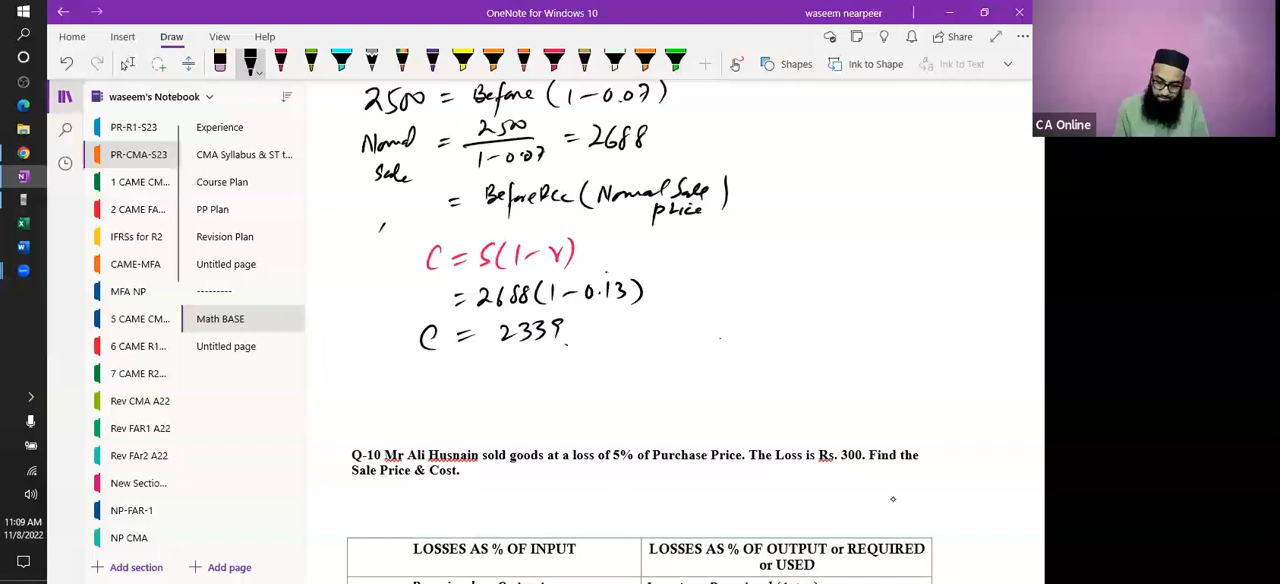 OneNote for Windows 10
waseem nearpeer
Home Insert Draw View Help
Share
Shapes
Ink to Shape
Ink to Text
waseem's Notebook
PR-R1-S23
PR-CMA-S23
1 CAME CM...
2 CAME FA...
IFRSs for R2
CAME-MFA
MFA NP
5 CAME CM...
6 CAME R1...
7 CAME R2...
Rev CMA A22
Rev FAR1 A22
Rev FAr2 A22
New Sectio...
NP-FAR-1
NP CMA
Add section
Experience
CMA Syllabus & ST t...
Course Plan
PP Plan
Revision Plan
Untitled page
---------
Math BASE
Untitled page
Add page
2500 = Before (1-0.07)
Normal Sale = 2500 / 1-0.07 = 2688
= Before Dcc (Normal Sale price)
C = S(1-r)
= 2688(1-0.13)
C = 2339
Q-10 Mr Ali Husnain sold goods at a loss of 5% of Purchase Price. The Loss is Rs. 300. Find the
Sale Price & Cost.
LOSSES AS % OF INPUT
LOSSES AS % OF OUTPUT or REQUIRED
or USED
CA Online
11:09 AM
11/8/2022